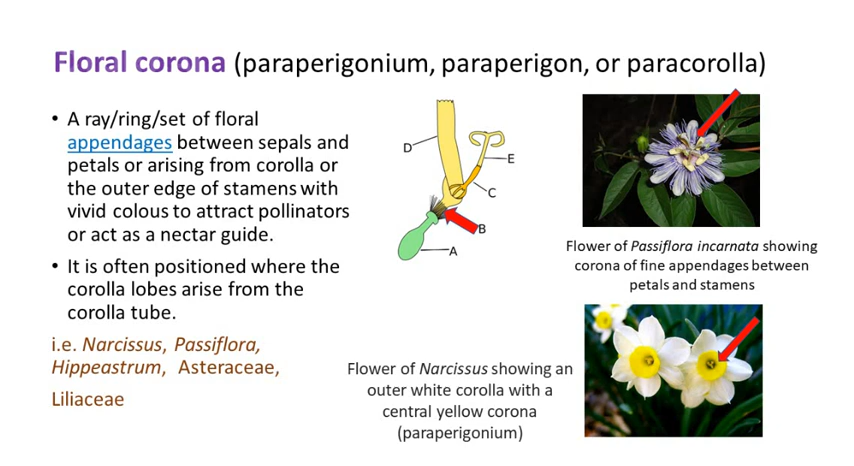 Floral corona (paraperigonium, paraperigon, or paracorolla)
• A ray/ring/set of floral
appendages between sepals and
petals or arising from corolla or
the outer edge of stamens with
vivid colous to attract pollinators
or act as a nectar guide.
• It is often positioned where the
corolla lobes arise from the
corolla tube.
i.e. Narcissus, Passiflora,
Hippeastrum, Asteraceae,
Liliaceae
D
E
C
B
A
Flower of Passiflora incarnata showing
corona of fine appendages between
petals and stamens
Flower of Narcissus showing an
outer white corolla with a
central yellow corona
(paraperigonium)